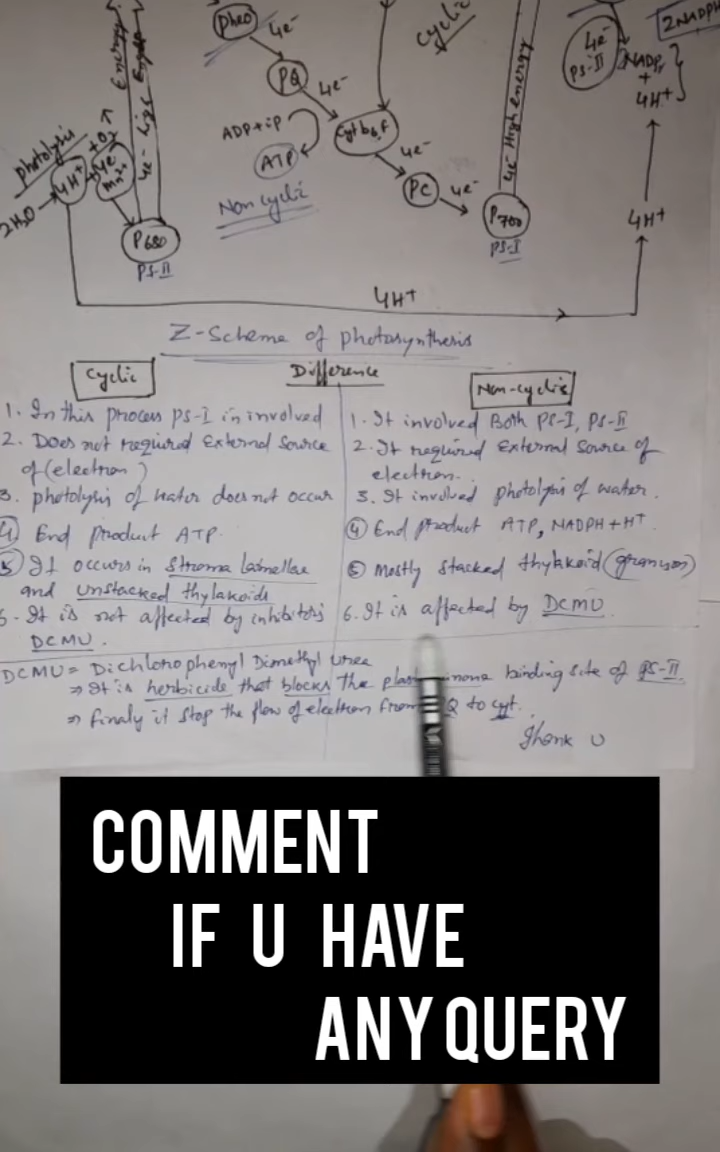 Pheo
4e-
Cyclic
Energy
4e-
PS-II
2NADPH
NADP+
+
4H+
PQ
4e-
4e- High energy
ADP+iP
ATP
Cyt b6f
4e-
PC
4e-
Non cyclic
photolysis
2H2O
4H+
+O2
4e-
Mn2+
4e-
P680
PS-II
P700
PS-I
4H+
4H+
Z-Scheme of photosynthesis
Cyclic
Difference
Non-cyclic
1. In this process PS-I in involved
2. Does not required External Source
of (electron)
3. photolysis of water does not occur
④ End product ATP.
⑤ It occurs in Stroma lamellae
and unstacked thylakoids
6. It is not affected by inhibitors
DCMU.
1. It involved Both PS-I, PS-II
2. It required External Source of
electron.
3. It involved photolysis of water.
④ End product ATP, NADPH+H+
⑤ Mostly stacked thylakoid
6. It is affected by DCMU
DCMU = Dichlorophenyl Dimethyl urea
⇒ It is herbicide that blocks the binding site of PS-II.
⇒ finaly it stop the flow of electron from Q to cyt.
Thank U
COMMENT
IF U HAVE
ANY QUERY